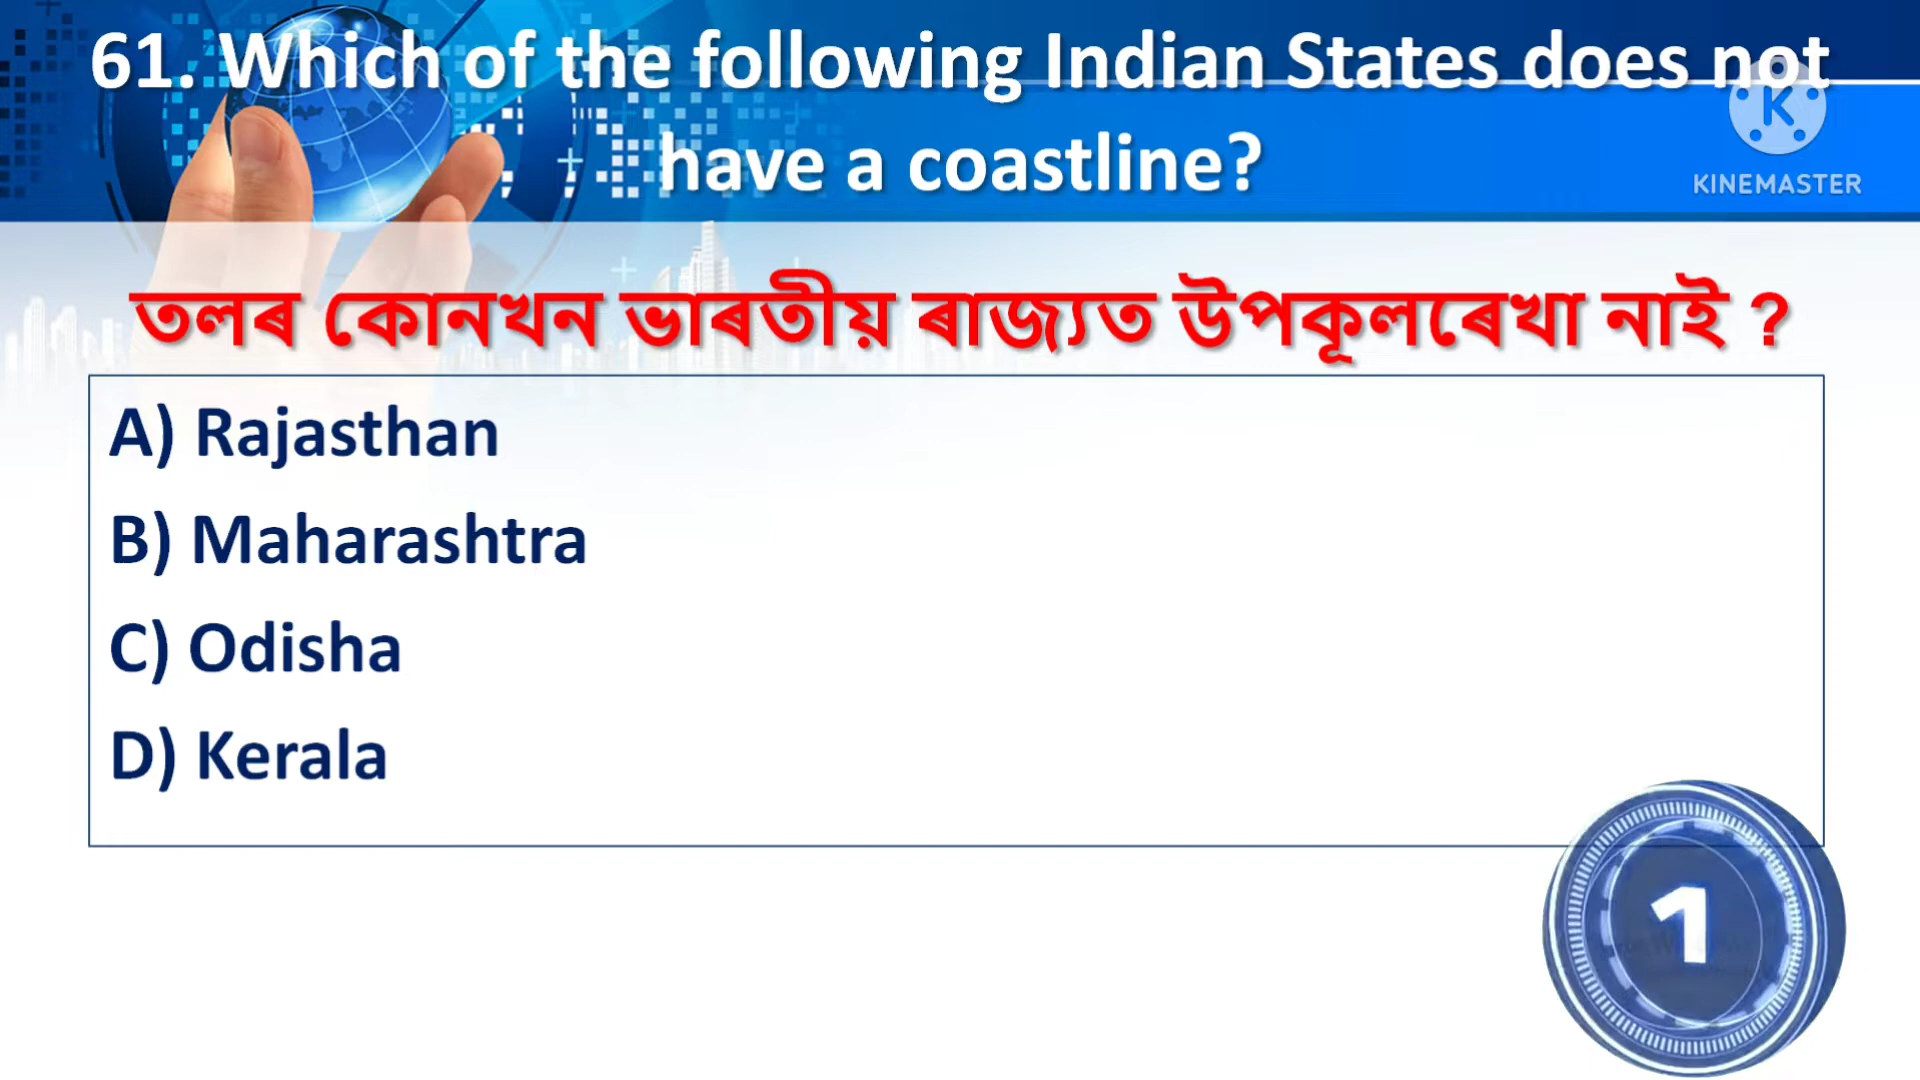 61. Which of the following Indian States does not
have a coastline?
KINEMASTER
তলৰ কোনখন ভাৰতীয় ৰাজ্যত উপকূলৰেখা নাই ?
A) Rajasthan
B) Maharashtra
C) Odisha
D) Kerala
1